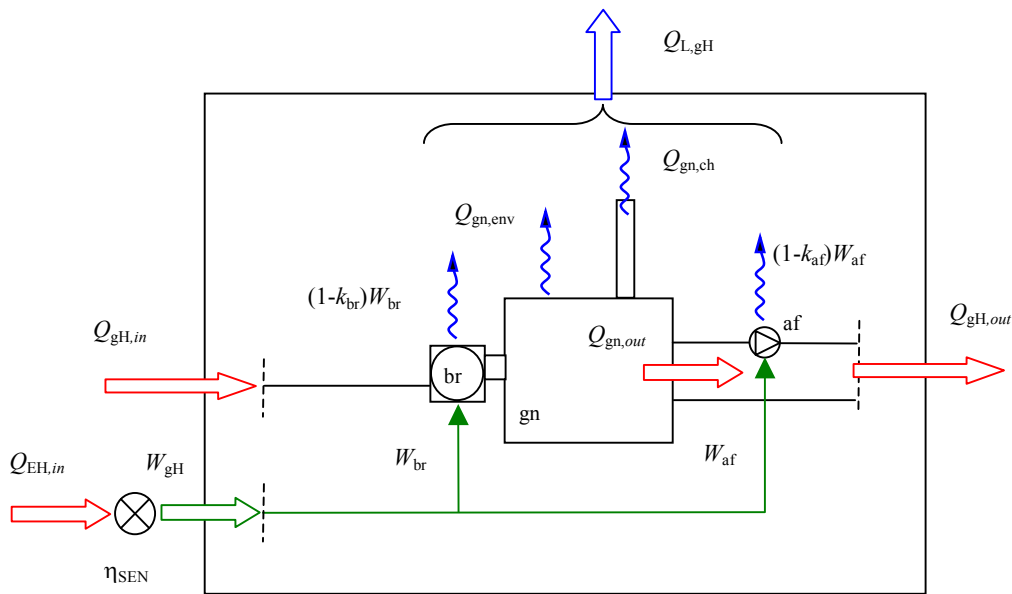 Q_L,gH
Q_gn,ch
Q_gn,env
(1-k_af)W_af
(1-k_br)W_br
Q_gH,in
af
Q_gH,out
Q_gn,out
br
gn
Q_EH,in
W_gH
W_br
W_af
η_SEN